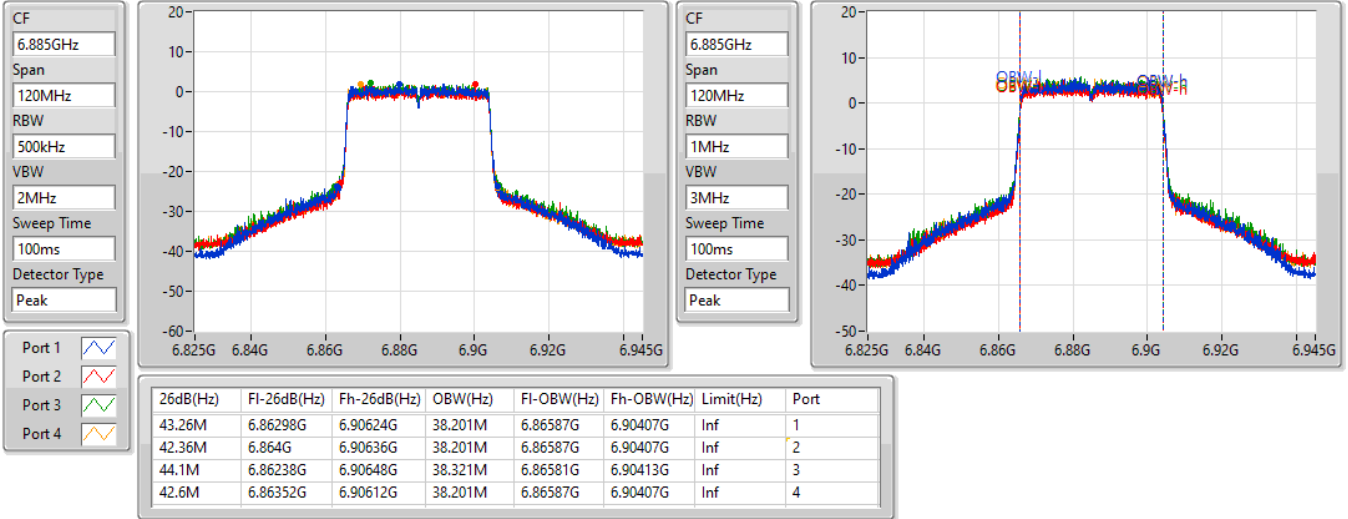 CF
6.885GHz
Span
120MHz
RBW
500kHz
VBW
2MHz
Sweep Time
100ms
Detector Type
Peak
20
10
0
-10
-20
-30
-40
-50
-60
6.825G 6.84G 6.86G 6.88G 6.9G 6.92G 6.945G
CF
6.885GHz
Span
120MHz
RBW
1MHz
VBW
3MHz
Sweep Time
100ms
Detector Type
Peak
20
10
0
-10
-20
-30
-40
-50
OBW-l OBW-h
6.825G 6.84G 6.86G 6.88G 6.9G 6.92G 6.945G
Port 1
Port 2
Port 3
Port 4
26dB(Hz) Fl-26dB(Hz) Fh-26dB(Hz) OBW(Hz) Fl-OBW(Hz) Fh-OBW(Hz) Limit(Hz) Port
43.26M 6.86298G 6.90624G 38.201M 6.86587G 6.90407G Inf 1
42.36M 6.864G 6.90636G 38.201M 6.86587G 6.90407G Inf 2
44.1M 6.86238G 6.90648G 38.321M 6.86581G 6.90413G Inf 3
42.6M 6.86352G 6.90612G 38.201M 6.86587G 6.90407G Inf 4